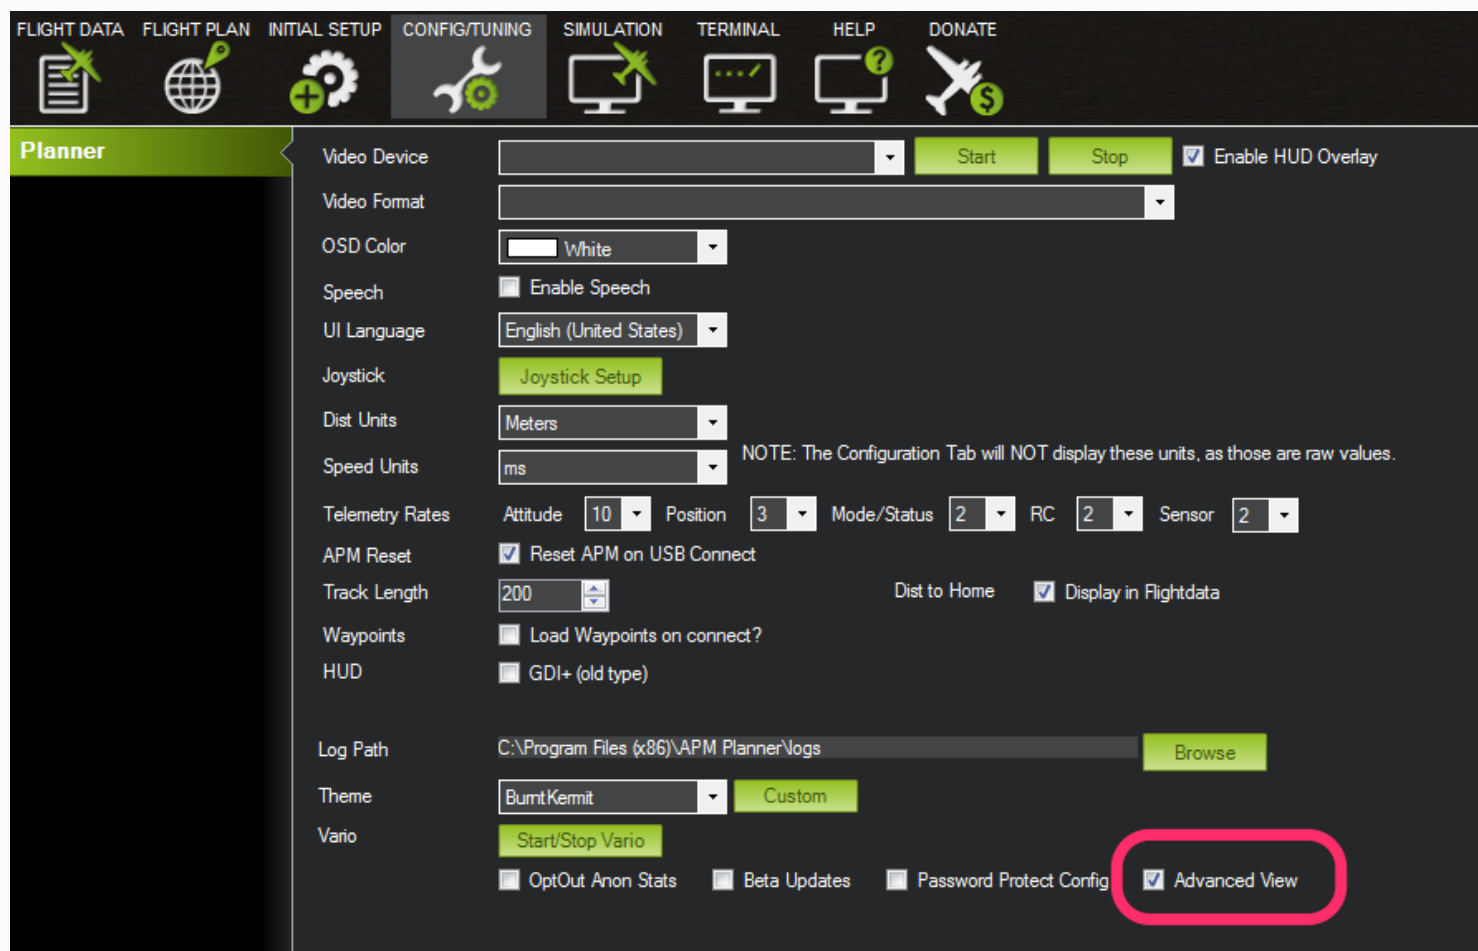 FLIGHT DATA FLIGHT PLAN INITIAL SETUP CONFIG/TUNING SIMULATION TERMINAL HELP DONATE
Planner
Video Device Start Stop Enable HUD Overlay
Video Format
OSD Color White
Speech Enable Speech
UI Language English (United States)
Joystick Joystick Setup
Dist Units Meters
NOTE: The Configuration Tab will NOT display these units, as those are raw values.
Speed Units ms
Telemetry Rates Attitude 10 Position 3 Mode/Status 2 RC 2 Sensor 2
APM Reset Reset APM on USB Connect
Track Length 200 Dist to Home Display in Flightdata
Waypoints Load Waypoints on connect?
HUD GDI+ (old type)
Log Path C:\Program Files (x86)\APM Planner\logs Browse
Theme BurntKermit Custom
Vario Start/Stop Vario
OptOut Anon Stats Beta Updates Password Protect Config Advanced View